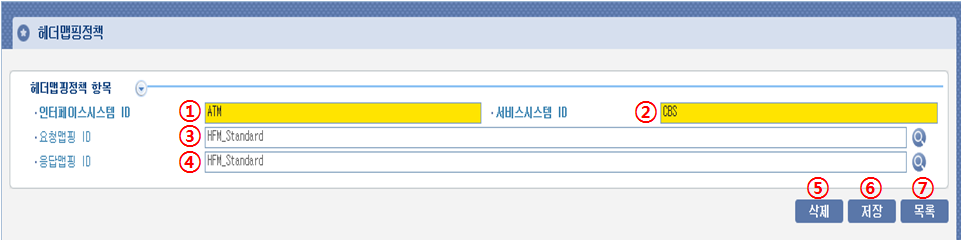 헤더맵핑정책
헤더맵핑정책 항목
·인터페이스시스템 ID ① ATM ·서비스시스템 ID ② CBS
·요청맵핑 ID ③ HFM_Standard
·응답맵핑 ID ④ HFM_Standard
⑤ ⑥ ⑦
삭제 저장 목록